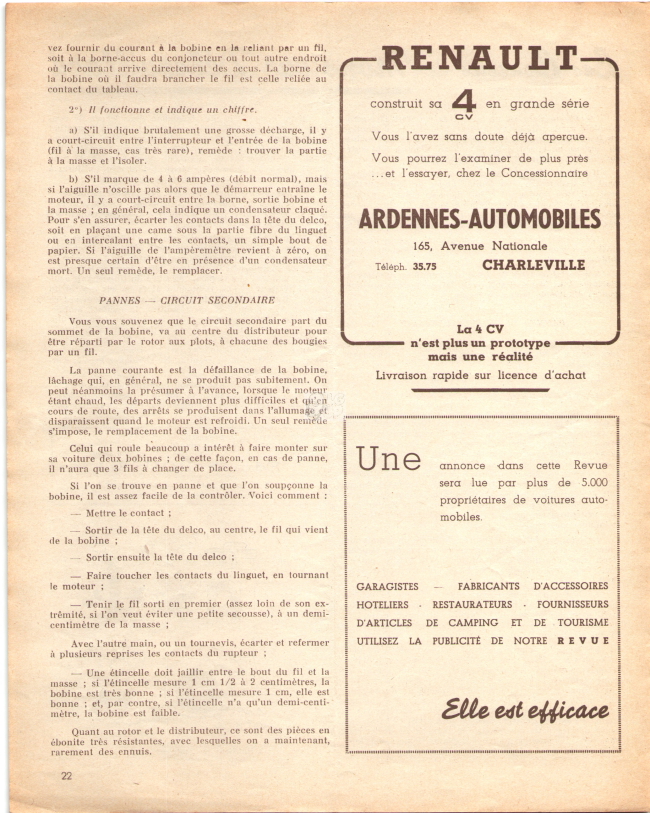 vez fournir du courant à la bobine en la reliant par un fil,
soit à la borne-accus du conjoncteur ou tout autre endroit
où le courant arrive directement des accus. La borne de
la bobine où il faudra brancher le fil est celle reliée au
contact du tableau.
2°) Il fonctionne et indique un chiffre.
a) S'il indique brutalement une grosse décharge, il y
a court-circuit entre l'interrupteur et l'entrée de la bobine
(fil à la masse, cas très rare), remède : trouver la partie
à la masse et l'isoler.
b) S'il marque de 4 à 6 ampères (débit normal), mais
si l'aiguille n'oscille pas alors que le démarreur entraîne le
moteur, il y a court-circuit entre la borne, sortie bobine et
la masse ; en général, cela indique un condensateur claqué.
Pour s'en assurer, écarter les contacts dans la tête du delco,
soit en plaçant une came sous la partie fibre du linguet
ou en intercalant entre les contacts, un simple bout de
papier. Si l'aiguille de l'ampèremètre revient à zéro, on
est presque certain d'être en présence d'un condensateur
mort. Un seul remède, le remplacer.
PANNES — CIRCUIT SECONDAIRE
Vous vous souvenez que le circuit secondaire part du
sommet de la bobine, va au centre du distributeur pour
être réparti par le rotor aux plots, à chacune des bougies
par un fil.
La panne courante est la défaillance de la bobine,
lâchage qui, en général, ne se produit pas subitement. On
peut néanmoins la présumer à l'avance, lorsque le moteur
étant chaud, les départs deviennent plus difficiles et qu'en
cours de route, des arrêts se produisent dans l'allumage et
disparaissent quand le moteur est refroidi. Un seul remède
s'impose, le remplacement de la bobine.
Celui qui roule beaucoup a intérêt à faire monter sur
sa voiture deux bobines ; de cette façon, en cas de panne,
il n'aura que 3 fils à changer de place.
Si l'on se trouve en panne et que l'on soupçonne la
bobine, il est assez facile de la contrôler. Voici comment :
— Mettre le contact ;
— Sortir de la tête du delco, au centre, le fil qui vient
de la bobine ;
— Sortir ensuite la tête du delco ;
— Faire toucher les contacts du linguet, en tournant
le moteur ;
— Tenir le fil sorti en premier (assez loin de son ex-
trêmité, si l'on veut éviter une petite secousse), à un demi-
centimètre de la masse ;
Avec l'autre main, ou un tournevis, écarter et refermer
à plusieurs reprises les contacts du rupteur ;
— Une étincelle doit jaillir entre le bout du fil et la
masse ; si l'étincelle mesure 1 cm 1/2 à 2 centimètres, la
bobine est très bonne ; si l'étincelle mesure 1 cm, elle est
bonne ; et, par contre, si l'étincelle n'a qu'un demi-centi-
mètre, la bobine est faible.
Quant au rotor et le distributeur, ce sont des pièces en
ébonite très résistantes, avec lesquelles on a maintenant,
rarement des ennuis.
22
RENAULT
construit sa 4 CV en grande série
Vous l'avez sans doute déjà aperçue.
Vous pourrez l'examiner de plus près
...et l'essayer, chez le Concessionnaire
ARDENNES-AUTOMOBILES
165, Avenue Nationale
Téléph. 35.75 CHARLEVILLE
La 4 CV
n'est plus un prototype
mais une réalité
Livraison rapide sur licence d'achat
Une annonce dans cette Revue
sera lue par plus de 5.000
propriétaires de voitures auto-
mobiles.
GARAGISTES — FABRICANTS D'ACCESSOIRES
HOTELIERS - RESTAURATEURS - FOURNISSEURS
D'ARTICLES DE CAMPING ET DE TOURISME
UTILISEZ LA PUBLICITÉ DE NOTRE REVUE
Elle est efficace